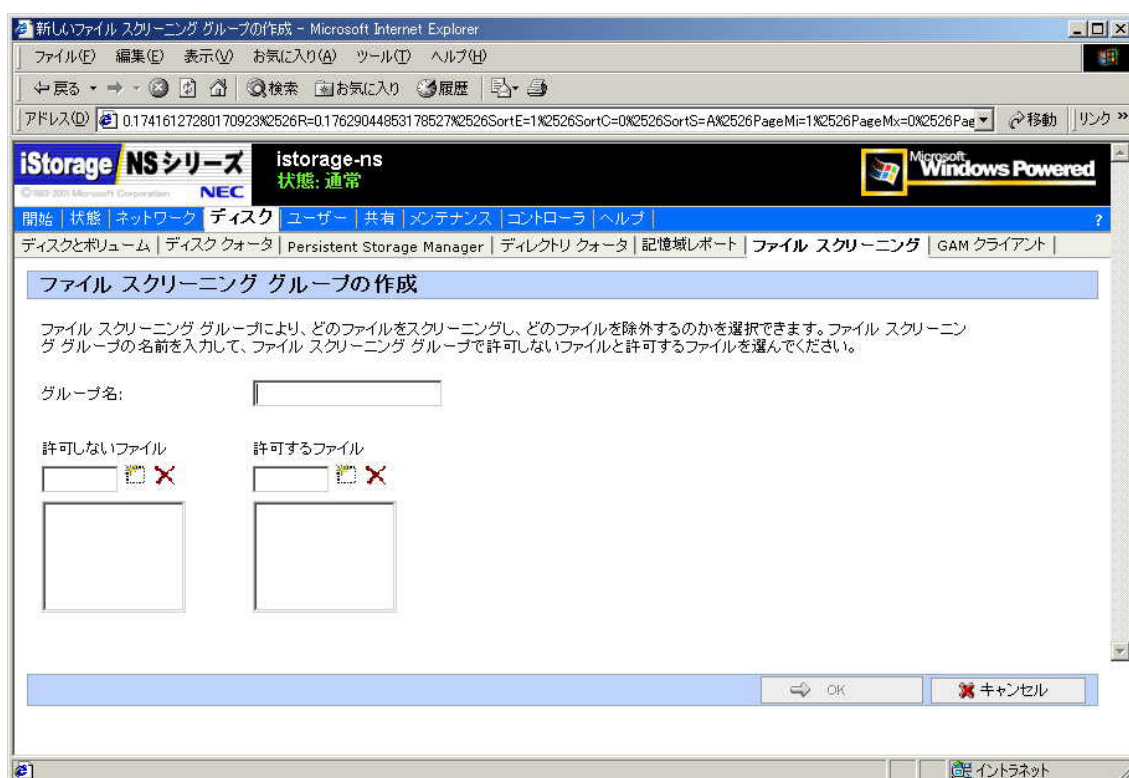 新しいファイル スクリーニング グループの作成 - Microsoft Internet Explorer
ファイル(F) 編集(E) 表示(V) お気に入り(A) ツール(T) ヘルプ(H)
戻る 検索 お気に入り 履歴
アドレス(D) 0.17416127280170923%2526R=0.17629044853178527%2526SortE=1%2526SortC=0%2526SortS=A%2526PageMi=1%2526PageMx=0%2526Pag 移動 リンク »
iStorage NSシリーズ istorage-ns Microsoft Windows Powered
状態: 通常
NEC
開始 | 状態 | ネットワーク | ディスク | ユーザー | 共有 | メンテナンス | コントローラ | ヘルプ | ?
ディスクとボリューム | ディスク クォータ | Persistent Storage Manager | ディレクトリ クォータ | 記憶域レポート | ファイル スクリーニング | GAM クライアント |
ファイル スクリーニング グループの作成
ファイル スクリーニング グループにより、どのファイルをスクリーニングし、どのファイルを除外するのかを選択できます。ファイル スクリーニン
グ グループの名前を入力して、ファイル スクリーニング グループで許可しないファイルと許可するファイルを選んでください。
グループ名:
許可しないファイル 許可するファイル
OK キャンセル
イントラネット